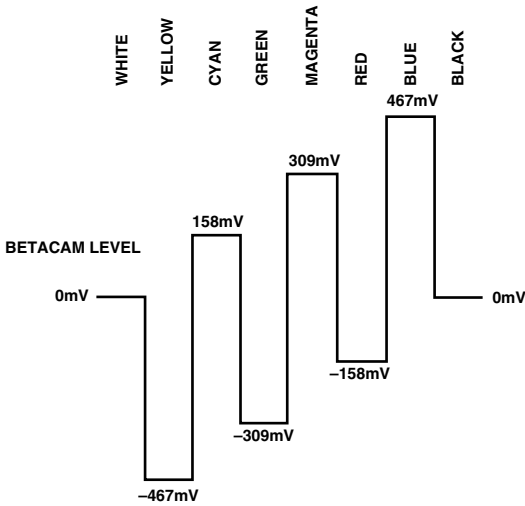 WHITE
YELLOW
CYAN
GREEN
MAGENTA
RED
BLUE
BLACK
467mV
309mV
158mV
BETACAM LEVEL
0mV
0mV
–158mV
–309mV
–467mV